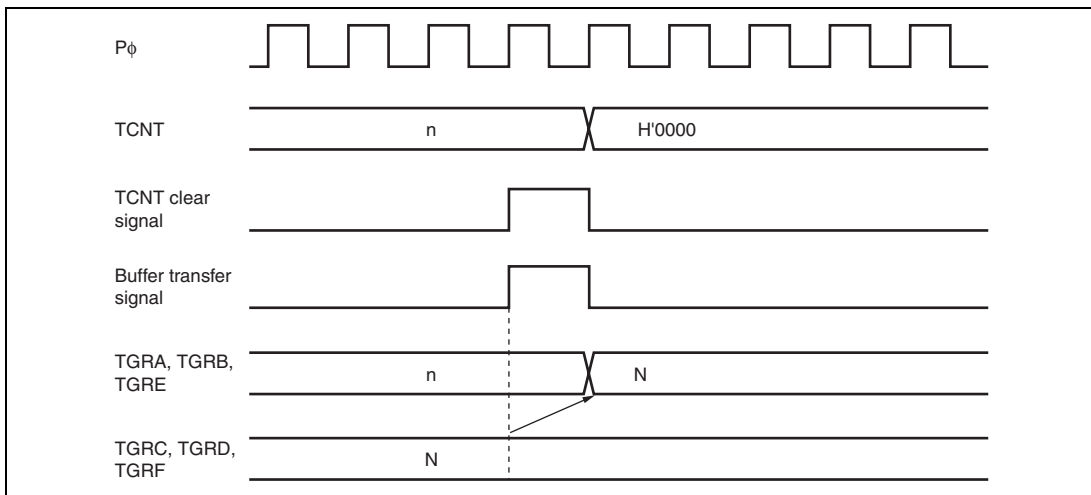 Pϕ
TCNT
n
H'0000
TCNT clear
signal
Buffer transfer
signal
TGRA, TGRB,
TGRE
n
N
TGRC, TGRD,
TGRF
N